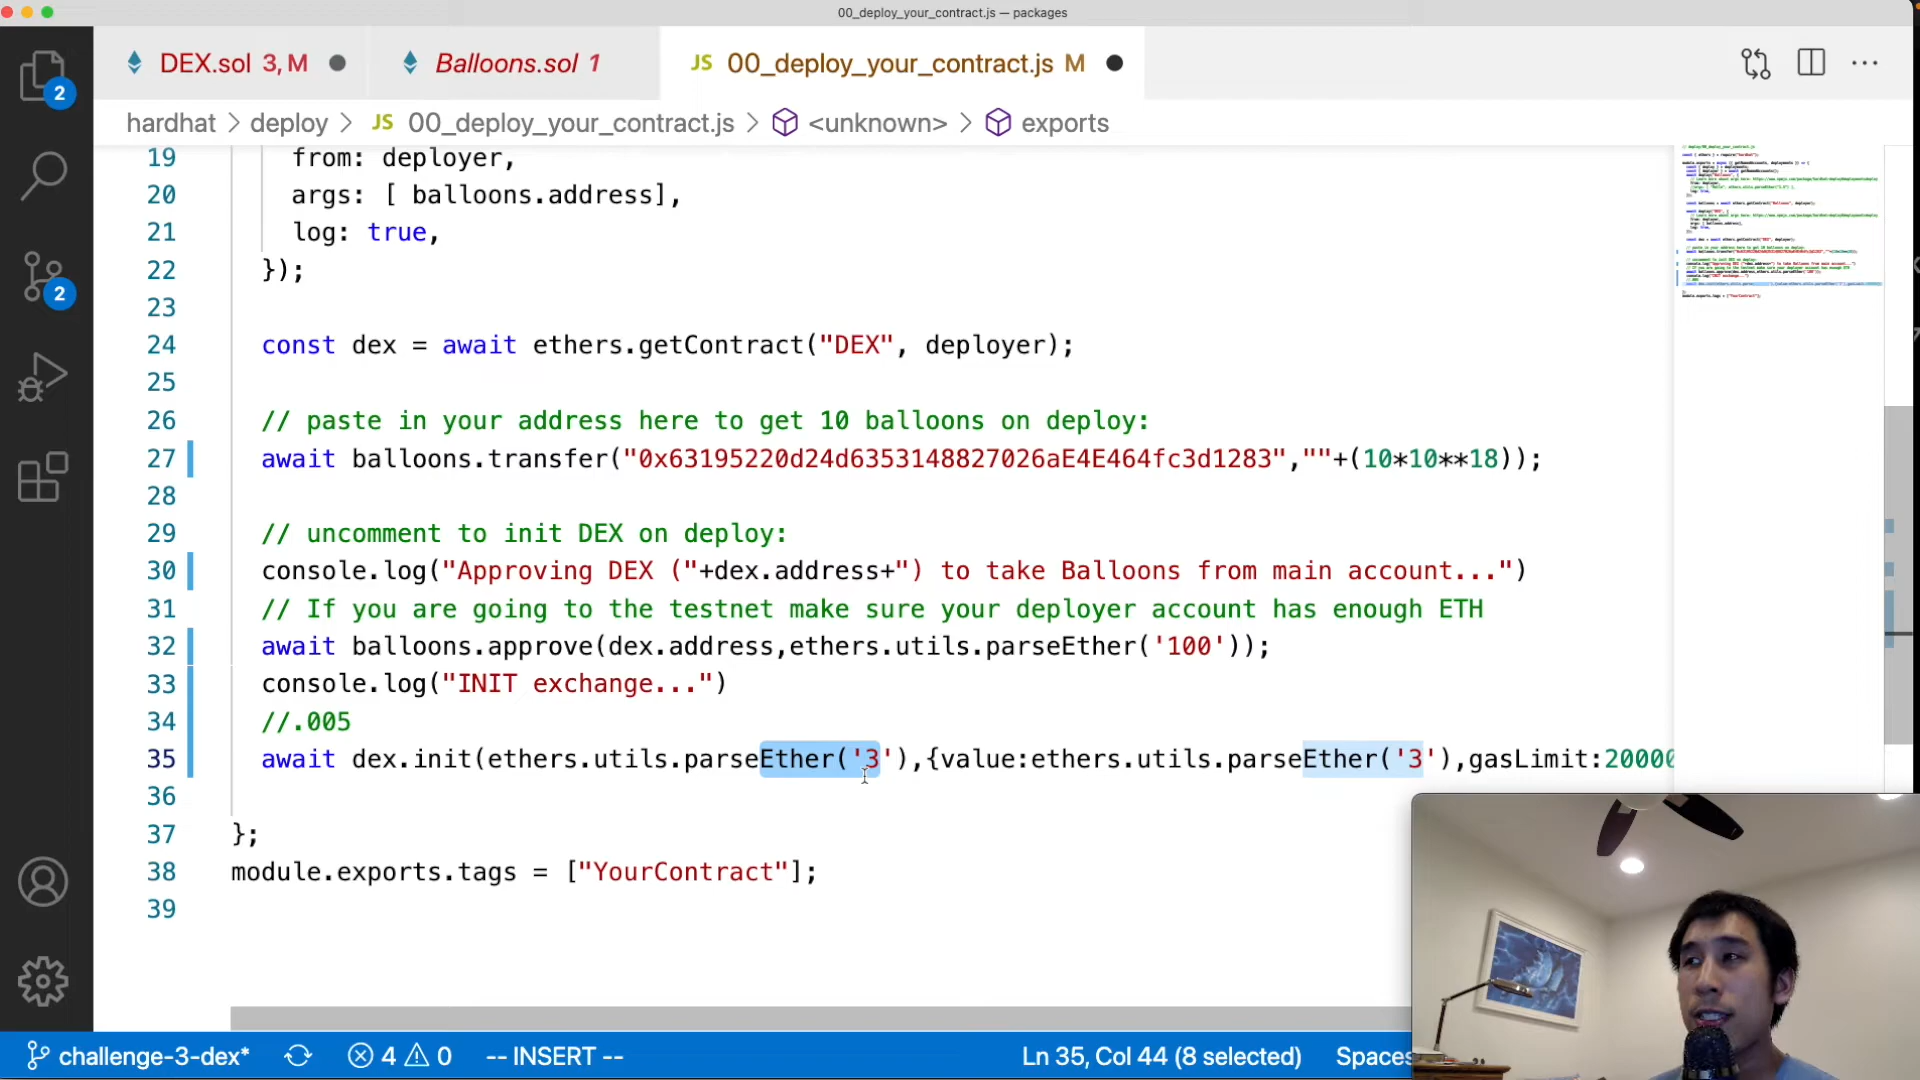 00_deploy_your_contract.js — packages
DEX.sol 3, M
Balloons.sol 1
JS 00_deploy_your_contract.js M
hardhat > deploy > JS 00_deploy_your_contract.js > <unknown> > exports
2
2
19 from: deployer,
20 args: [ balloons.address],
21 log: true,
22 });
23
24 const dex = await ethers.getContract("DEX", deployer);
25
26 // paste in your address here to get 10 balloons on deploy:
27 await balloons.transfer("0x63195220d24d6353148827026aE4E464fc3d1283",""+(10*10**18));
28
29 // uncomment to init DEX on deploy:
30 console.log("Approving DEX ("+dex.address+") to take Balloons from main account...")
31 // If you are going to the testnet make sure your deployer account has enough ETH
32 await balloons.approve(dex.address,ethers.utils.parseEther('100'));
33 console.log("INIT exchange...")
34 //.005
35 await dex.init(ethers.utils.parseEther('3'),{value:ethers.utils.parseEther('3'),gasLimit:20000
36
37 };
38 module.exports.tags = ["YourContract"];
39
challenge-3-dex* 4 0 -- INSERT -- Ln 35, Col 44 (8 selected) Spaces